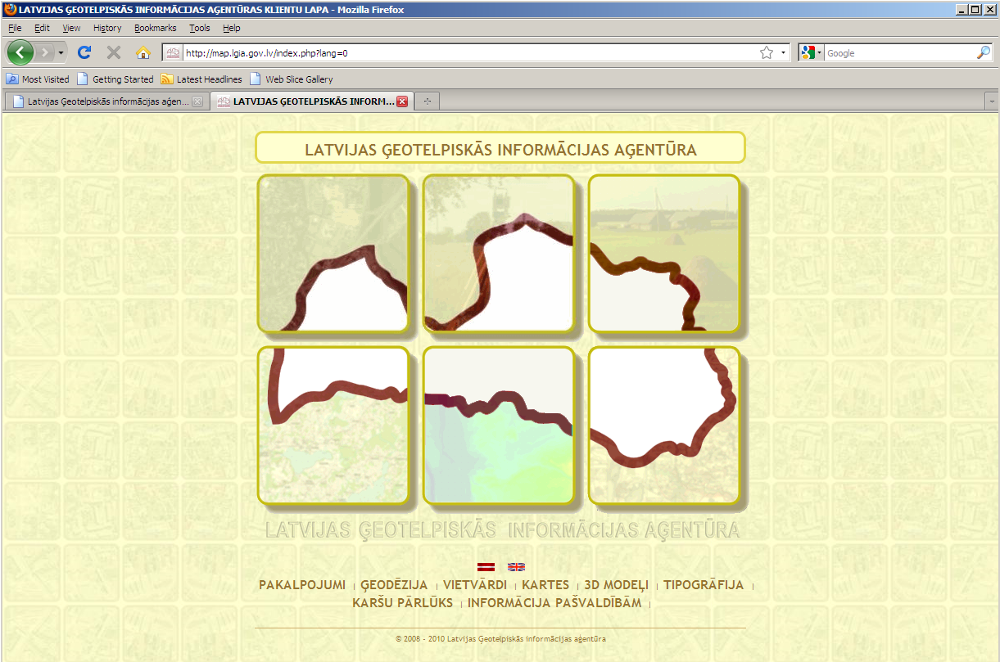 LATVIJAS ĢEOTELPISKĀS INFORMĀCIJAS AĢENTŪRAS KLIENTU LAPA - Mozilla Firefox
File Edit View History Bookmarks Tools Help
http://map.lgia.gov.lv/index.php?lang=0 Google
Most Visited Getting Started Latest Headlines Web Slice Gallery
Latvijas Ģeotelpiskās informācijas aģen... LATVIJAS ĢEOTELPISKĀS INFORM...
LATVIJAS ĢEOTELPISKĀS INFORMĀCIJAS AĢENTŪRA
LATVIJAS ĢEOTELPISKĀS INFORMĀCIJAS AĢENTŪRA
PAKALPOJUMI | ĢEODĒZIJA | VIETVĀRDI | KARTES | 3D MODEĻI | TIPOGRĀFIJA |
KARŠU PĀRLŪKS | INFORMĀCIJA PAŠVALDĪBĀM |
© 2008 - 2010 Latvijas Ģeotelpiskās informācijas aģentūra